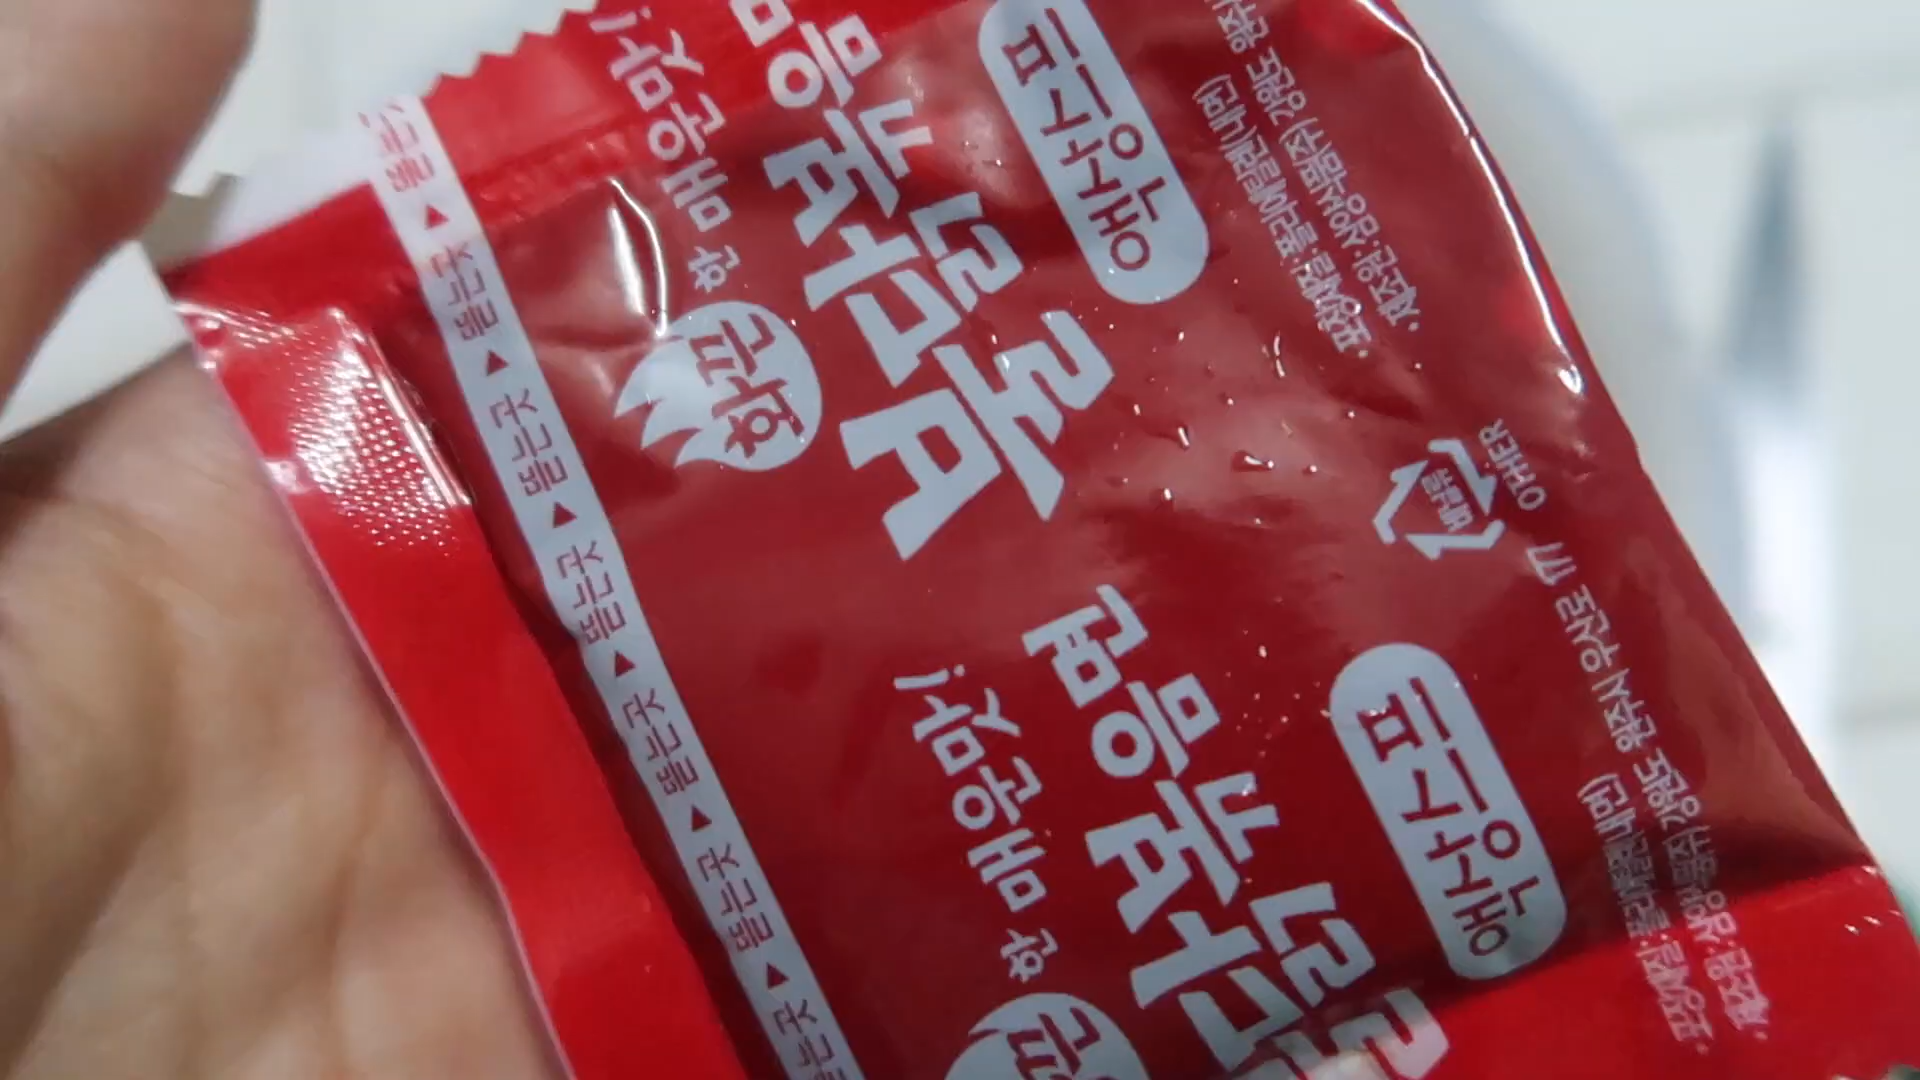 뜯는곳 ▶ 뜯는곳 ▶ 뜯는곳 ▶ 뜯는곳 ▶ 뜯는곳 ▶ 뜯는곳 ▶ 뜯는곳
화끈한 매운맛!
불닭볶음면
액상스프
·포장재질:폴리에틸렌(내면)
·제조원:삼양식품(주) 강원도 원주
화끈한 매운맛!
불닭볶음면
액상스프
비닐류
OTHER
·포장재질:폴리에틸렌(내면)
·제조원:삼양식품(주) 강원도 원주시 우산로